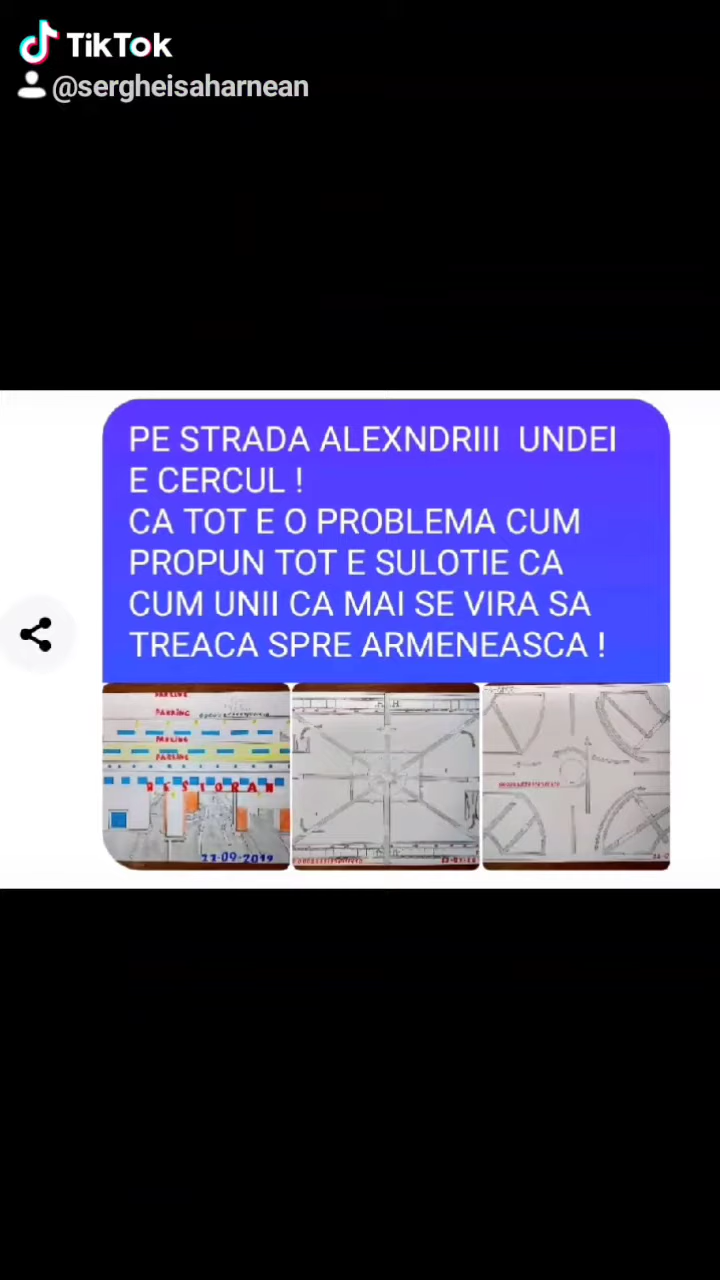 TikTok
@sergheisaharnean
PE STRADA ALEXNDRIII UNDEI
E CERCUL !
CA TOT E O PROBLEMA CUM
PROPUN TOT E SULOTIE CA
CUM UNII CA MAI SE VIRA SA
TREACA SPRE ARMENEASCA !
PARKING
PARKING
PARKING
PARKING
RESTORAN
22-09-2019